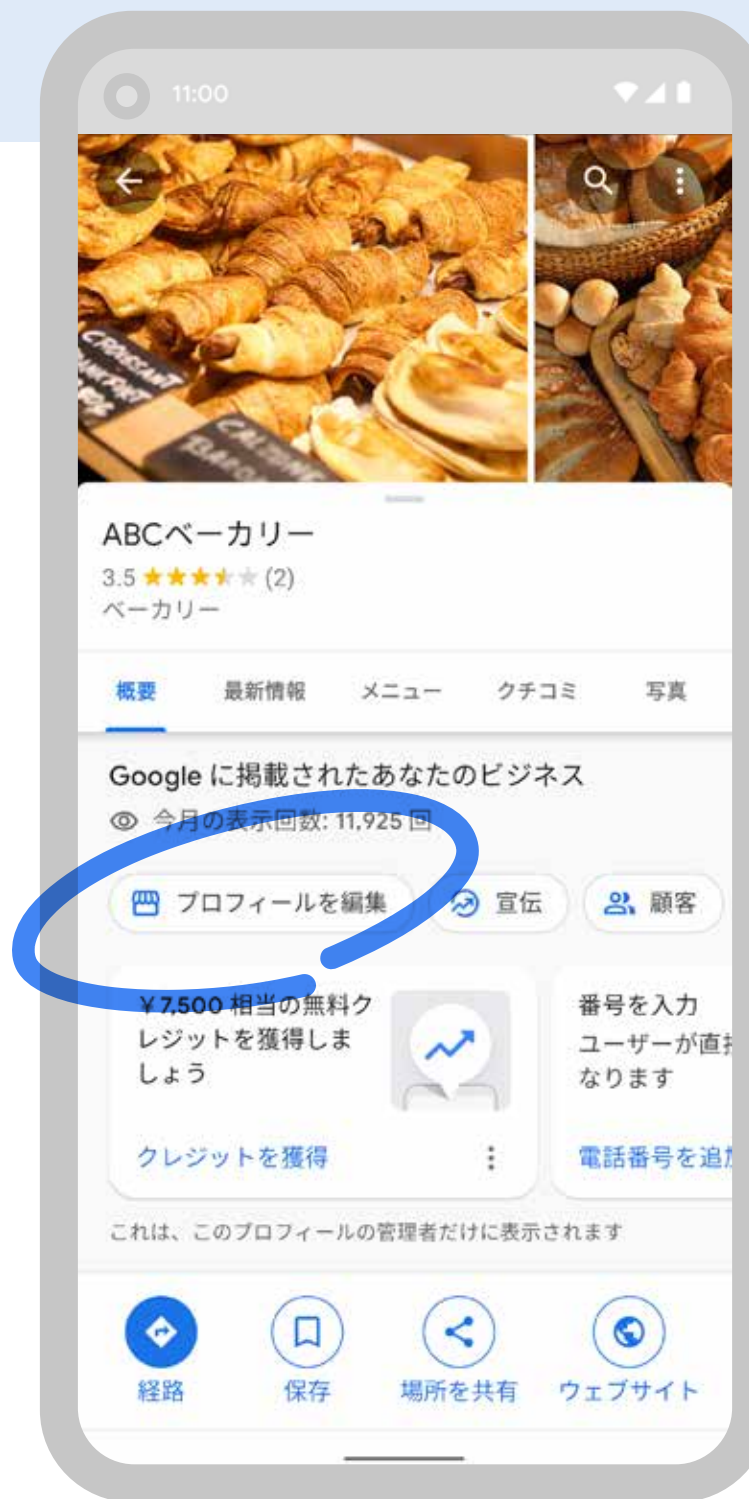 11:00
CROISSANT
ABCベーカリー
3.5 (2)
ベーカリー
概要 最新情報 メニュー クチコミ 写真
Google に掲載されたあなたのビジネス
今月の表示回数: 11,925 回
プロフィールを編集 宣伝 顧客
¥7,500 相当の無料ク
レジットを獲得しま
しょう
クレジットを獲得
番号を入力
ユーザーが直
なります
電話番号を追
これは、このプロフィールの管理者だけに表示されます
経路 保存 場所を共有 ウェブサイト